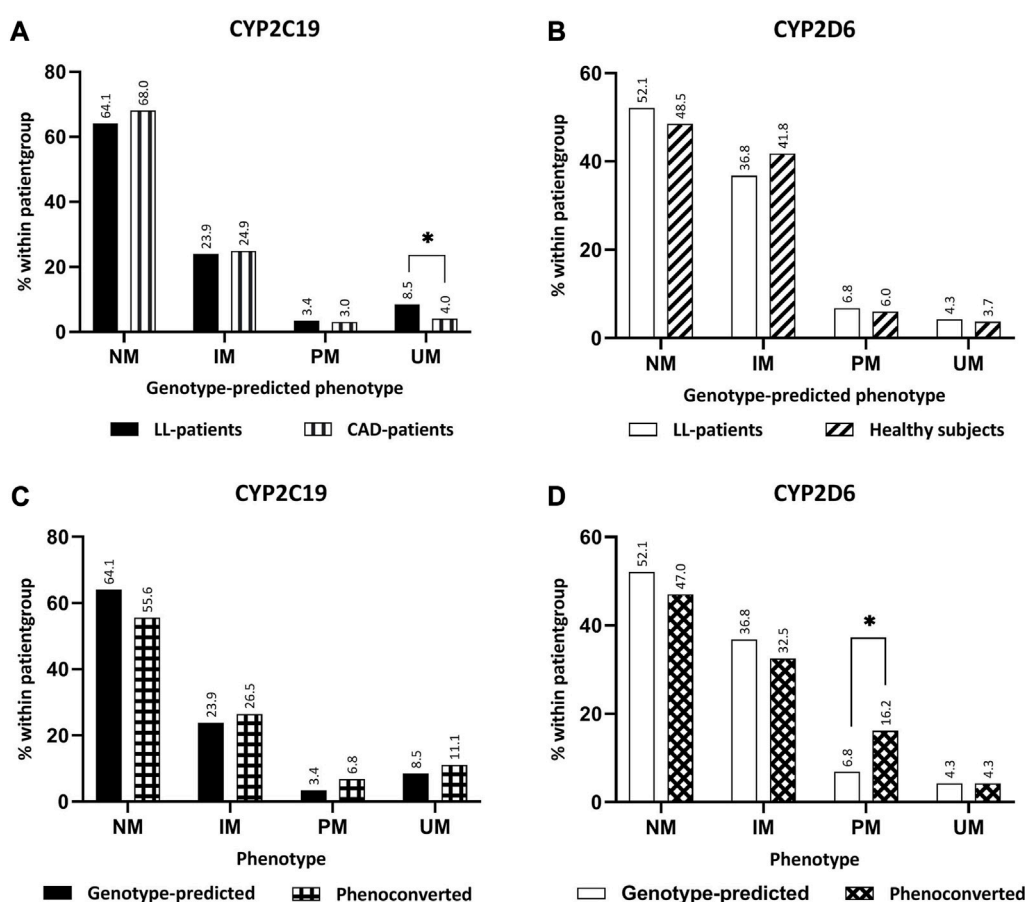 A
CYP2C19
% within patientgroup
80
60
40
20
0
64.1
68.0
23.9
24.9
3.4
3.0
8.5
4.0
*
NM IM PM UM
Genotype-predicted phenotype
LL-patients CAD-patients
B
CYP2D6
% within patientgroup
60
40
20
0
52.1
48.5
36.8
41.8
6.8
6.0
4.3
3.7
NM IM PM UM
Genotype-predicted phenotype
LL-patients Healthy subjects
C
CYP2C19
% within patientgroup
80
60
40
20
0
64.1
55.6
23.9
26.5
3.4
6.8
8.5
11.1
NM IM PM UM
Phenotype
Genotype-predicted Phenoconverted
D
CYP2D6
% within patientgroup
60
40
20
0
52.1
47.0
36.8
32.5
6.8
16.2
*
4.3
4.3
NM IM PM UM
Phenotype
Genotype-predicted Phenoconverted